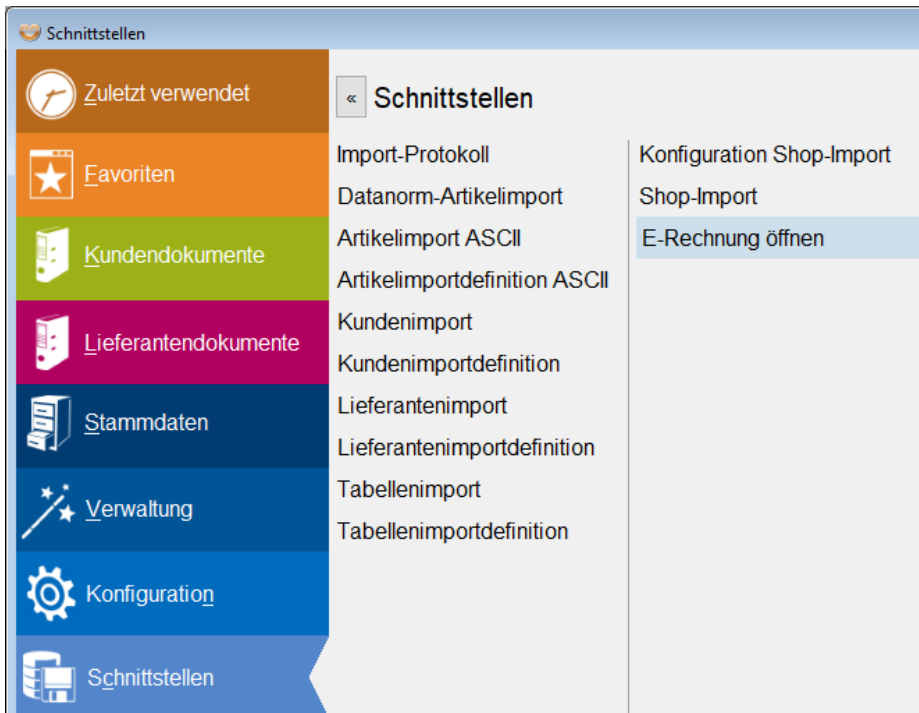 Schnittstellen
Zuletzt verwendet
Favoriten
Kundendokumente
Lieferantendokumente
Stammdaten
Verwaltung
Konfiguration
Schnittstellen
« Schnittstellen
Import-Protokoll
Datanorm-Artikelimport
Artikelimport ASCII
Artikelimportdefinition ASCII
Kundenimport
Kundenimportdefinition
Lieferantenimport
Lieferantenimportdefinition
Tabellenimport
Tabellenimportdefinition
Konfiguration Shop-Import
Shop-Import
E-Rechnung öffnen